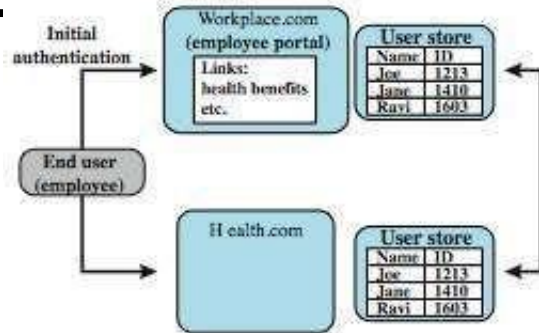 Workplace.com
(employee portal)
Links:
health benefits
etc.
User store
Name ID
Joe 1213
Jane 1410
Ravi 1603
Initial
authentication
End user
(employee)
H ealth.com
User store
Name ID
Joe 1213
Jane 1410
Ravi 1603